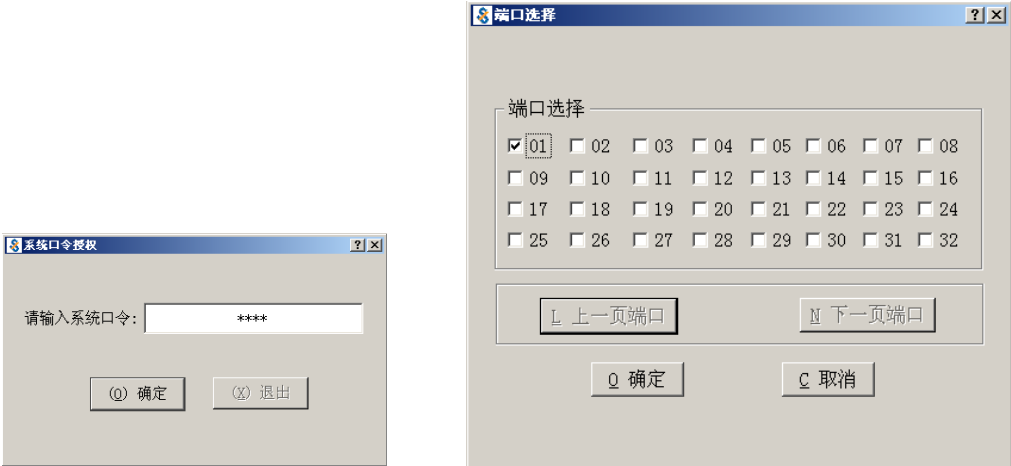 系统口令授权
请输入系统口令:
****
(O) 确定
(X) 退出
端口选择
端口选择
01 02 03 04 05 06 07 08
09 10 11 12 13 14 15 16
17 18 19 20 21 22 23 24
25 26 27 28 29 30 31 32
L 上一页端口
N 下一页端口
O 确定
C 取消